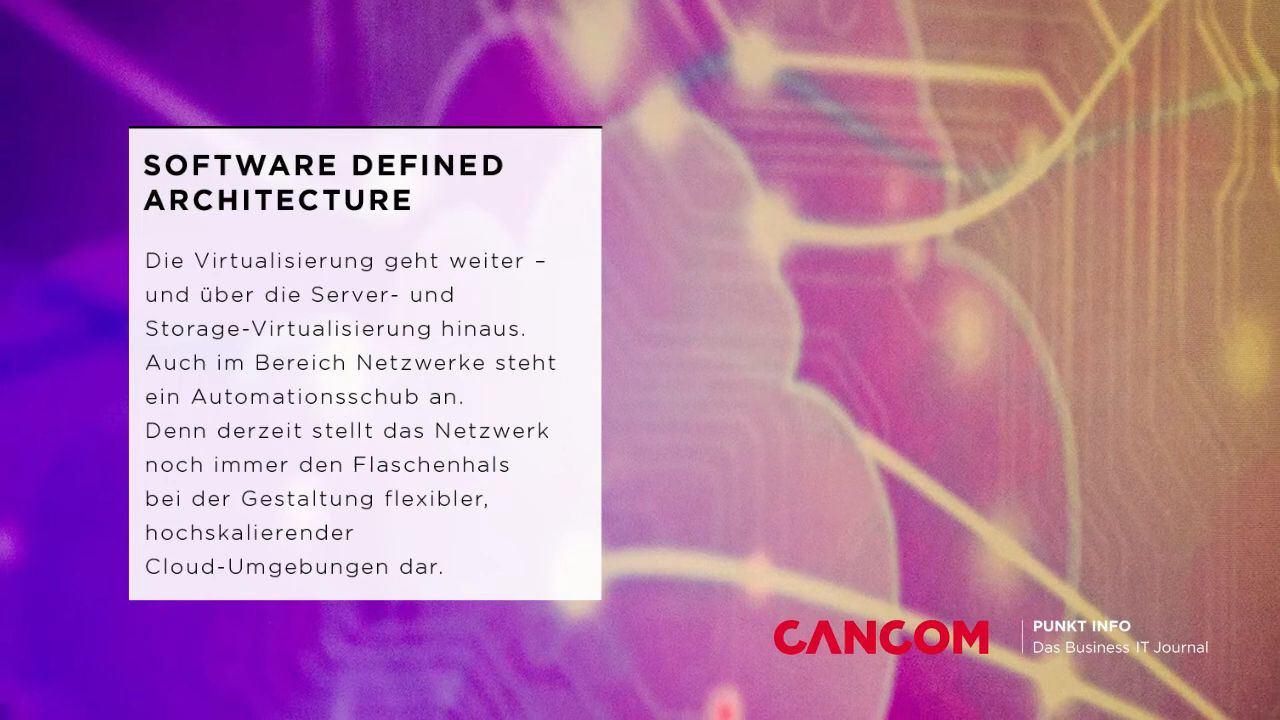 SOFTWARE DEFINED
ARCHITECTURE
Die Virtualisierung geht weiter –
und über die Server- und
Storage-Virtualisierung hinaus.
Auch im Bereich Netzwerke steht
ein Automationsschub an.
Denn derzeit stellt das Netzwerk
noch immer den Flaschenhals
bei der Gestaltung flexibler,
hochskalierender
Cloud-Umgebungen dar.
CANCOM
PUNKT INFO
Das Business IT Journal